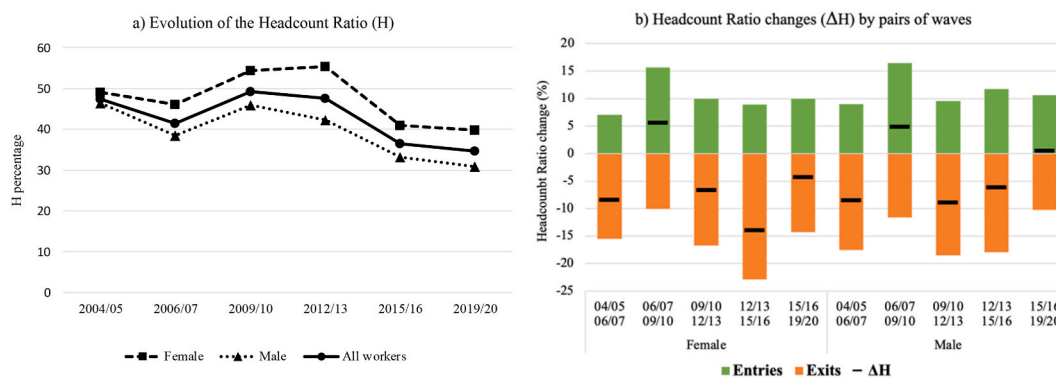 a) Evolution of the Headcount Ratio (H)
60
50
40
30
20
10
0
H percentage
2004/05 2006/07 2009/10 2012/13 2015/16 2019/20
Female Male All workers
b) Headcount Ratio changes (ΔH) by pairs of waves
20
15
10
5
0
-5
-10
-15
-20
-25
Headcounbt Ratio change (%)
04/05 06/07 09/10 12/13 15/16 04/05 06/07 09/10 12/13 15/16
06/07 09/10 12/13 15/16 19/20 06/07 09/10 12/13 15/16 19/20
Female Male
Entries Exits ΔH